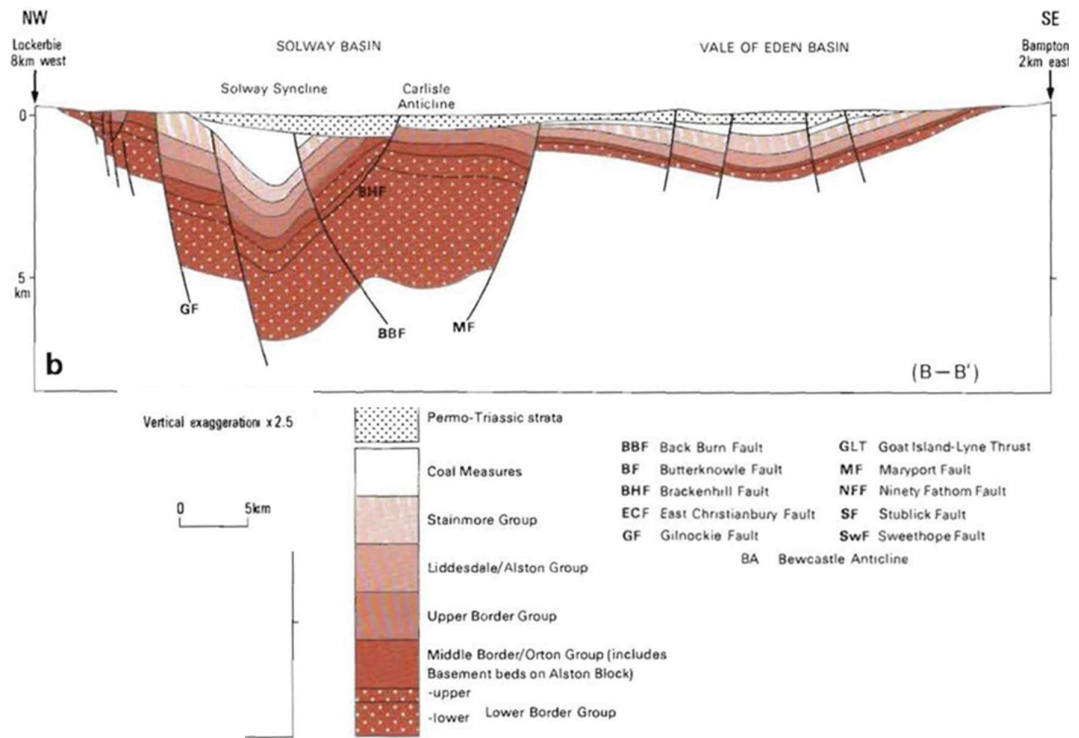 NW
SE
Lockerbie
8km west
SOLWAY BASIN
VALE OF EDEN BASIN
Bampton
2km east
Solway Syncline
Carlisle
Anticline
0
0
BHF
5
km
5
GF
BBF
MF
b
(B-B')
Vertical exaggeration x 2.5
0 5km
Permo-Triassic strata
Coal Measures
Stainmore Group
Liddesdale/Alston Group
Upper Border Group
Middle Border/Orton Group (includes
Basement beds on Alston Block)
-upper
-lower Lower Border Group
BBF Back Burn Fault
BF Butterknowle Fault
BHF Brackenhill Fault
ECF East Christianbury Fault
GF Gilnockie Fault
GLT Goat Island-Lyne Thrust
MF Maryport Fault
NFF Ninety Fathom Fault
SF Stublick Fault
SwF Sweethope Fault
BA Bewcastle Anticline